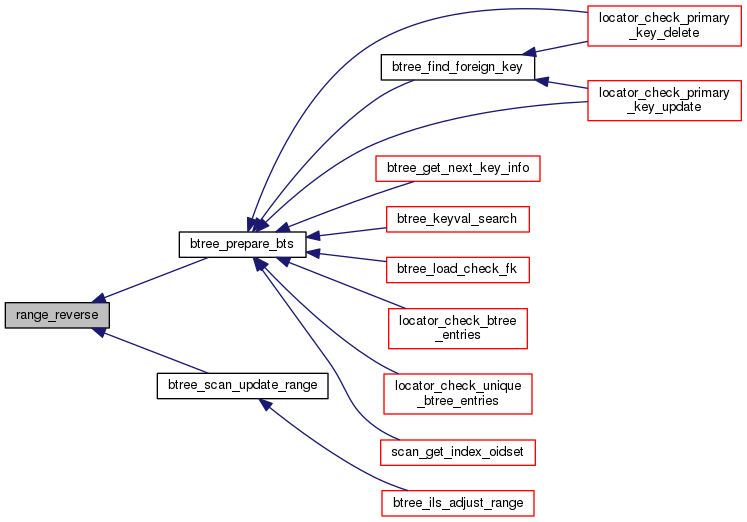 locator_check_primary
_key_delete
btree_find_foreign_key
locator_check_primary
_key_update
btree_get_next_key_info
btree_keyval_search
btree_prepare_bts
btree_load_check_fk
range_reverse
locator_check_btree
_entries
btree_scan_update_range
locator_check_unique
_btree_entries
scan_get_index_oidset
btree_ils_adjust_range